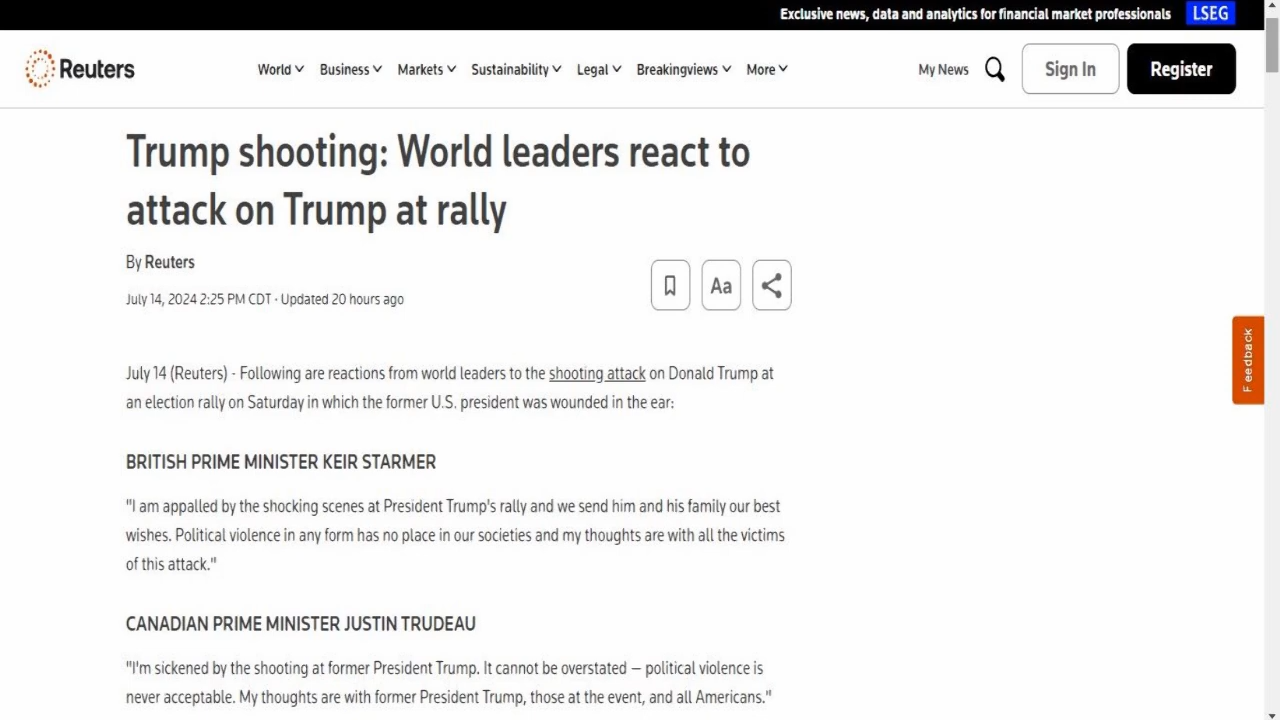 Exclusive news, data and analytics for financial market professionals LSEG
Reuters World Business Markets Sustainability Legal Breakingviews More My News Sign In Register
Trump shooting: World leaders react to
attack on Trump at rally
By Reuters
Aa
July 14, 2024 2:25 PM CDT · Updated 20 hours ago
Feedback
July 14 (Reuters) - Following are reactions from world leaders to the shooting attack on Donald Trump at
an election rally on Saturday in which the former U.S. president was wounded in the ear:
BRITISH PRIME MINISTER KEIR STARMER
"I am appalled by the shocking scenes at President Trump's rally and we send him and his family our best
wishes. Political violence in any form has no place in our societies and my thoughts are with all the victims
of this attack."
CANADIAN PRIME MINISTER JUSTIN TRUDEAU
"I'm sickened by the shooting at former President Trump. It cannot be overstated — political violence is
never acceptable. My thoughts are with former President Trump, those at the event, and all Americans."